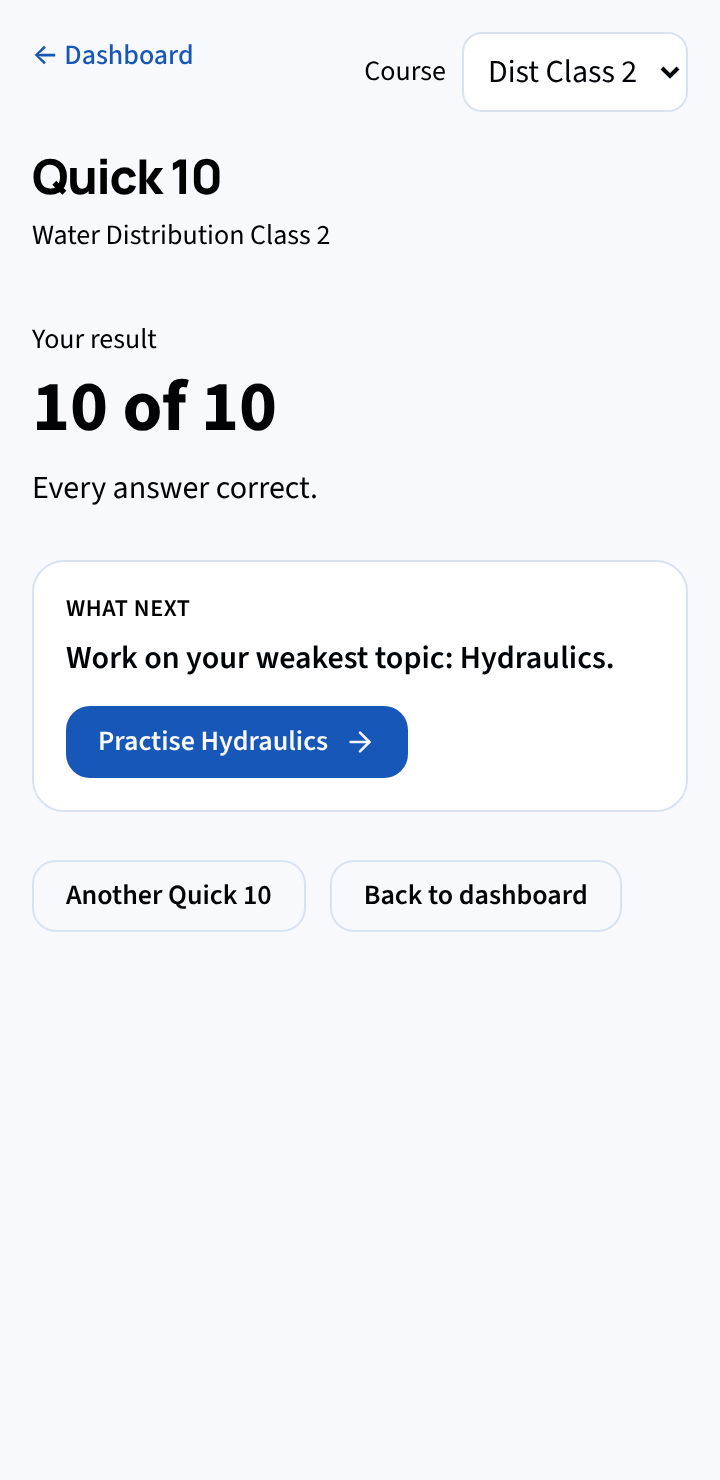 ← Dashboard
Course
Dist Class 2
Quick 10
Water Distribution Class 2
Your result
10 of 10
Every answer correct.
WHAT NEXT
Work on your weakest topic: Hydraulics.
Practise Hydraulics →
Another Quick 10
Back to dashboard